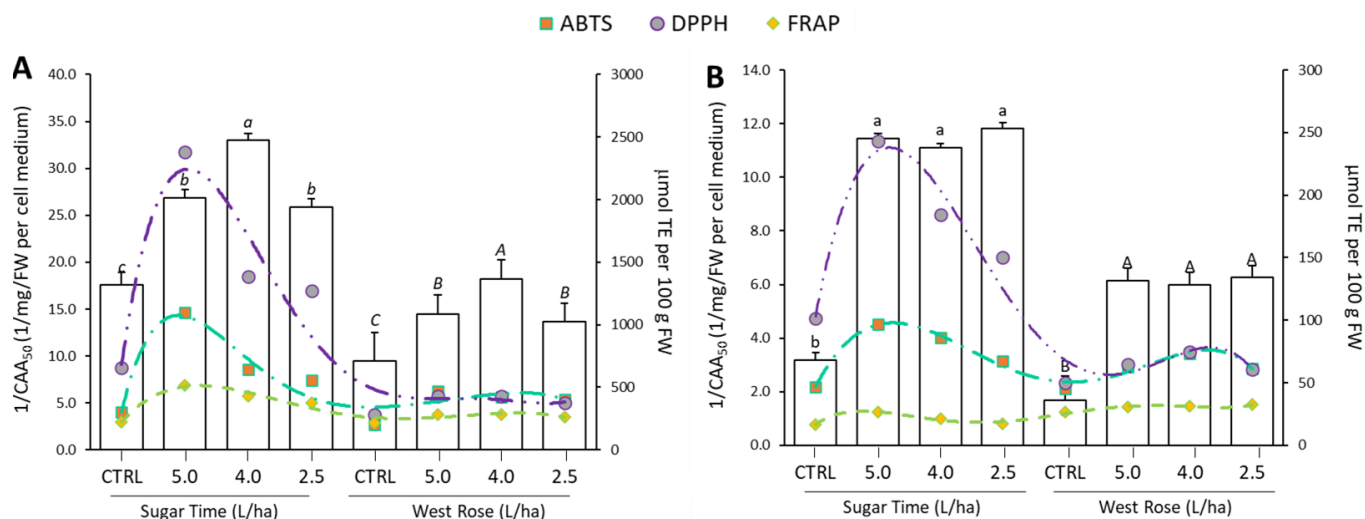 ABTS DPPH FRAP
A
40.0
35.0
30.0
25.0
20.0
15.0
10.0
5.0
0.0
1/CAA50 (1/mg/FW per cell medium)
c
b
a
b
C
B
A
B
3000
2500
2000
1500
1000
500
0
μmol TE per 100 g FW
CTRL 5.0 4.0 2.5 CTRL 5.0 4.0 2.5
Sugar Time (L/ha) West Rose (L/ha)
B
14.0
12.0
10.0
8.0
6.0
4.0
2.0
0.0
1/CAA50 (1/mg/FW per cell medium)
b
a
a
a
B
A
A
A
300
250
200
150
100
50
0
μmol TE per 100 g FW
CTRL 5.0 4.0 2.5 CTRL 5.0 4.0 2.5
Sugar Time (L/ha) West Rose (L/ha)